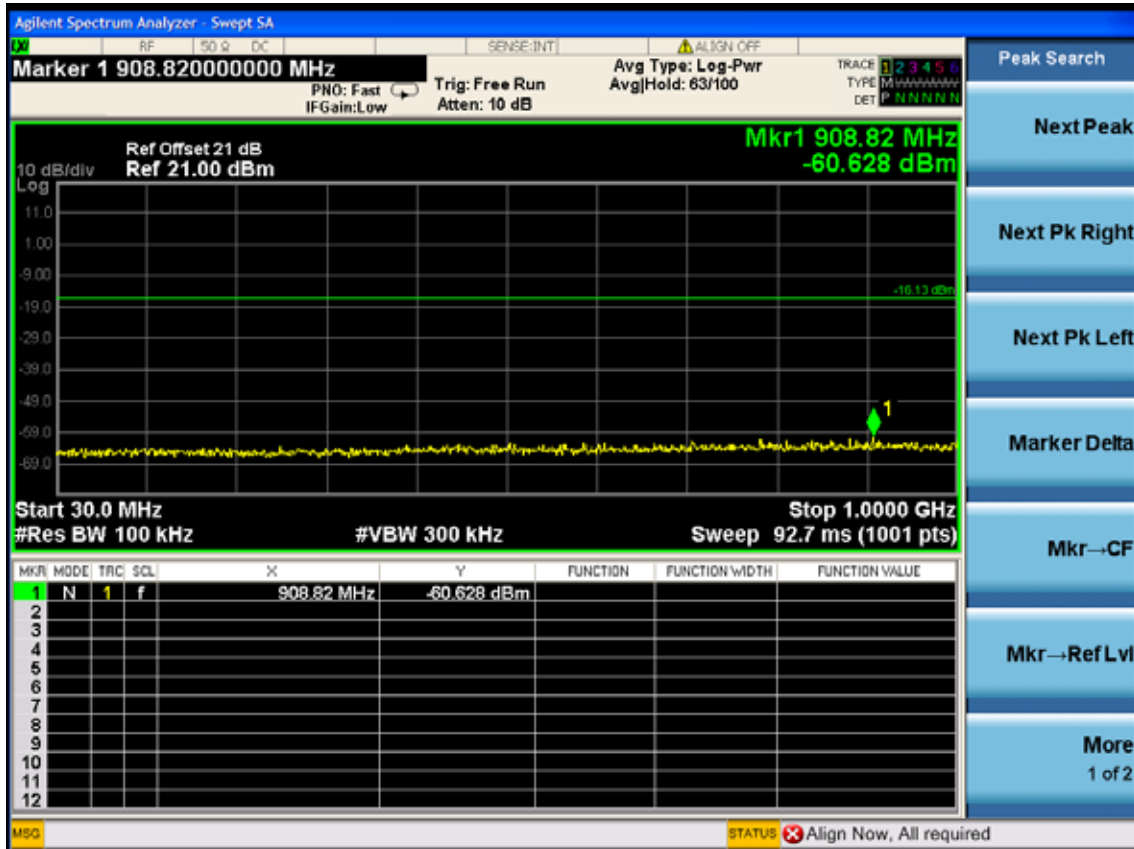 Agilent Spectrum Analyzer - Swept SA
RF 50 Ω DC SENSE:INT ALIGN OFF
Marker 1 908.820000000 MHz
PNO: Fast
IFGain:Low
Trig: Free Run
Atten: 10 dB
Avg Type: Log-Pwr
Avg|Hold: 63/100
TRACE 1 2 3 4 5 6
TYPE M
DET P N N N N N
Mkr1 908.82 MHz
-60.628 dBm
Ref Offset 21 dB
10 dB/div Ref 21.00 dBm
Log
11.0
1.00
-9.00
-16.13 dBm
-19.0
-29.0
-39.0
-49.0
1
-59.0
-69.0
Start 30.0 MHz Stop 1.0000 GHz
#Res BW 100 kHz #VBW 300 kHz Sweep 92.7 ms (1001 pts)
MKR MODE TRC SCL X Y FUNCTION FUNCTION WIDTH FUNCTION VALUE
1 N 1 f 908.82 MHz -60.628 dBm
2
3
4
5
6
7
8
9
10
11
12
MSG STATUS Align Now, All required
Peak Search
Next Peak
Next Pk Right
Next Pk Left
Marker Delta
Mkr→CF
Mkr→Ref Lvl
More
1 of 2